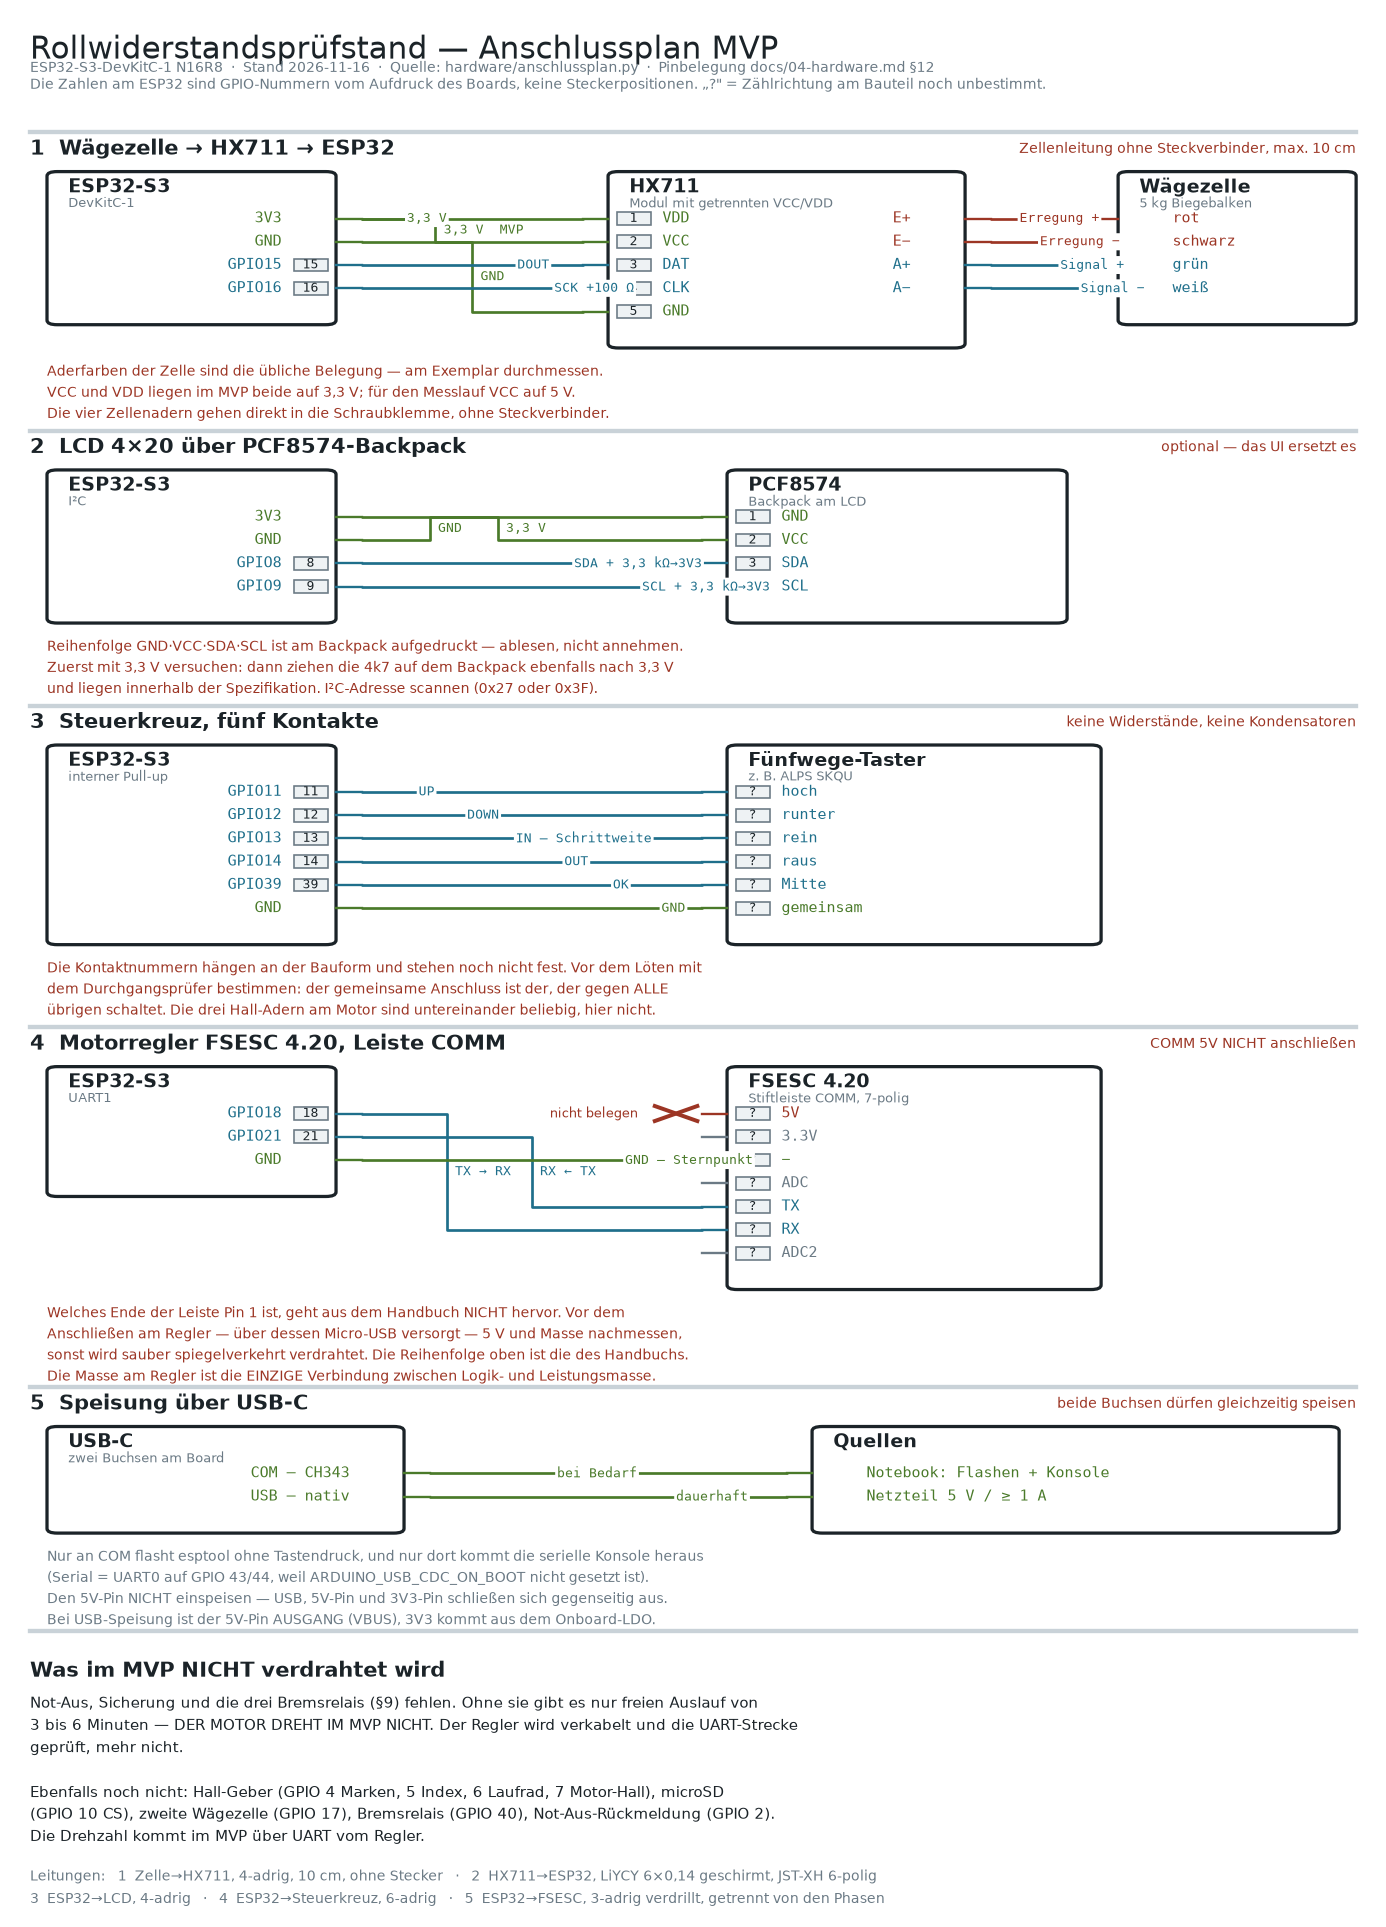 Rollwiderstandsprüfstand — Anschlussplan MVP
ESP32-S3-DevKitC-1 N16R8 · Stand 2026-11-16 · Quelle: hardware/anschlussplan.py · Pinbelegung docs/04-hardware.md §12
Die Zahlen am ESP32 sind GPIO-Nummern vom Aufdruck des Boards, keine Steckerpositionen. „?" = Zählrichtung am Bauteil noch unbestimmt.
1 Wägezelle → HX711 → ESP32
Zellenleitung ohne Steckverbinder, max. 10 cm
ESP32-S3
DevKitC-1
HX711
Modul mit getrennten VCC/VDD
Wägezelle
5 kg Biegebalken
3V3 3,3 V 1 VDD E+ Erregung + rot
3,3 V MVP
GND 2 VCC E− Erregung − schwarz
GPIO15 15 DOUT 3 DAT A+ Signal + grün
GND
GPIO16 16 SCK +100 Ω CLK A− Signal − weiß
5 GND
Aderfarben der Zelle sind die übliche Belegung — am Exemplar durchmessen.
VCC und VDD liegen im MVP beide auf 3,3 V; für den Messlauf VCC auf 5 V.
Die vier Zellenadern gehen direkt in die Schraubklemme, ohne Steckverbinder.
2 LCD 4×20 über PCF8574-Backpack
optional — das UI ersetzt es
ESP32-S3
I²C
PCF8574
Backpack am LCD
3V3 1 GND
GND 3,3 V
GND 2 VCC
GPIO8 8 SDA + 3,3 kΩ→3V3 3 SDA
GPIO9 9 SCL + 3,3 kΩ→3V3 SCL
Reihenfolge GND·VCC·SDA·SCL ist am Backpack aufgedruckt — ablesen, nicht annehmen.
Zuerst mit 3,3 V versuchen: dann ziehen die 4k7 auf dem Backpack ebenfalls nach 3,3 V
und liegen innerhalb der Spezifikation. I²C-Adresse scannen (0x27 oder 0x3F).
3 Steuerkreuz, fünf Kontakte
keine Widerstände, keine Kondensatoren
ESP32-S3
interner Pull-up
Fünfwege-Taster
z. B. ALPS SKQU
GPIO11 11 UP ? hoch
GPIO12 12 DOWN ? runter
GPIO13 13 IN — Schrittweite ? rein
GPIO14 14 OUT ? raus
GPIO39 39 OK ? Mitte
GND GND ? gemeinsam
Die Kontaktnummern hängen an der Bauform und stehen noch nicht fest. Vor dem Löten mit
dem Durchgangsprüfer bestimmen: der gemeinsame Anschluss ist der, der gegen ALLE
übrigen schaltet. Die drei Hall-Adern am Motor sind untereinander beliebig, hier nicht.
4 Motorregler FSESC 4.20, Leiste COMM
COMM 5V NICHT anschließen
ESP32-S3
UART1
FSESC 4.20
Stiftleiste COMM, 7-polig
GPIO18 18 nicht belegen ? 5V
GPIO21 21 ? 3.3V
GND GND — Sternpunkt —
TX → RX RX ← TX
? ADC
? TX
? RX
? ADC2
Welches Ende der Leiste Pin 1 ist, geht aus dem Handbuch NICHT hervor. Vor dem
Anschließen am Regler — über dessen Micro-USB versorgt — 5 V und Masse nachmessen,
sonst wird sauber spiegelverkehrt verdrahtet. Die Reihenfolge oben ist die des Handbuchs.
Die Masse am Regler ist die EINZIGE Verbindung zwischen Logik- und Leistungsmasse.
5 Speisung über USB-C
beide Buchsen dürfen gleichzeitig speisen
USB-C
zwei Buchsen am Board
Quellen
COM — CH343 bei Bedarf Notebook: Flashen + Konsole
USB — nativ dauerhaft Netzteil 5 V / ≥ 1 A
Nur an COM flasht esptool ohne Tastendruck, und nur dort kommt die serielle Konsole heraus
(Serial = UART0 auf GPIO 43/44, weil ARDUINO_USB_CDC_ON_BOOT nicht gesetzt ist).
Den 5V-Pin NICHT einspeisen — USB, 5V-Pin und 3V3-Pin schließen sich gegenseitig aus.
Bei USB-Speisung ist der 5V-Pin AUSGANG (VBUS), 3V3 kommt aus dem Onboard-LDO.
Was im MVP NICHT verdrahtet wird
Not-Aus, Sicherung und die drei Bremsrelais (§9) fehlen. Ohne sie gibt es nur freien Auslauf von
3 bis 6 Minuten — DER MOTOR DREHT IM MVP NICHT. Der Regler wird verkabelt und die UART-Strecke
geprüft, mehr nicht.
Ebenfalls noch nicht: Hall-Geber (GPIO 4 Marken, 5 Index, 6 Laufrad, 7 Motor-Hall), microSD
(GPIO 10 CS), zweite Wägezelle (GPIO 17), Bremsrelais (GPIO 40), Not-Aus-Rückmeldung (GPIO 2).
Die Drehzahl kommt im MVP über UART vom Regler.
Leitungen: 1 Zelle→HX711, 4-adrig, 10 cm, ohne Stecker · 2 HX711→ESP32, LiYCY 6×0,14 geschirmt, JST-XH 6-polig
3 ESP32→LCD, 4-adrig · 4 ESP32→Steuerkreuz, 6-adrig · 5 ESP32→FSESC, 3-adrig verdrillt, getrennt von den Phasen